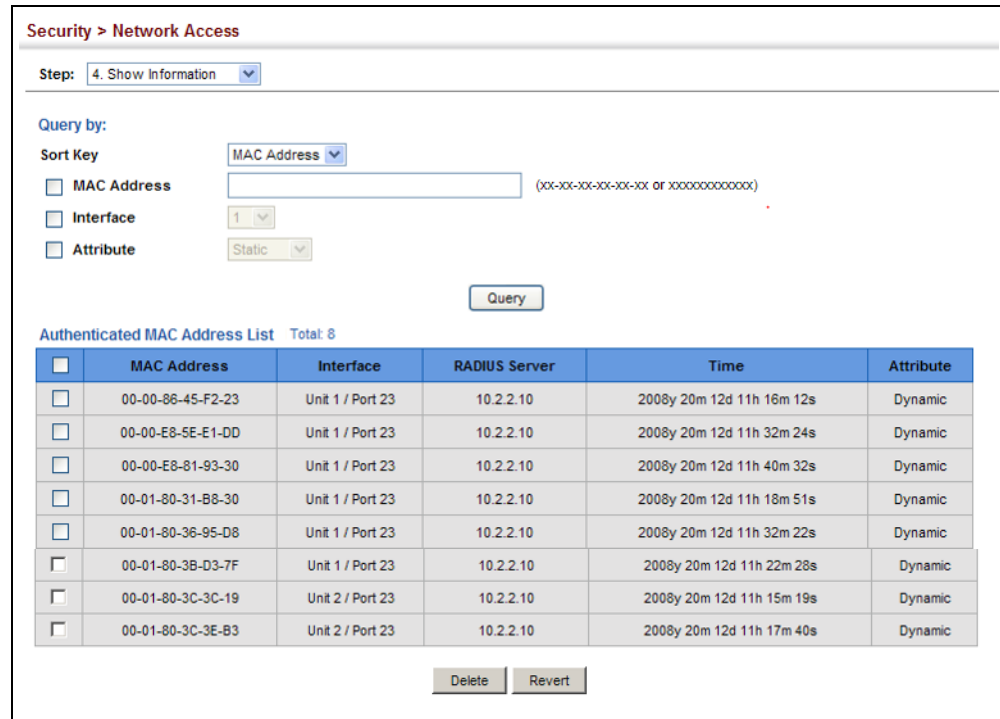 Security > Network Access
Step: 4. Show Information
Query by:
Sort Key MAC Address
MAC Address (xx-xx-xx-xx-xx-xx or xxxxxxxxxxxx)
Interface 1
Attribute Static
Query
Authenticated MAC Address List Total: 8
MAC Address Interface RADIUS Server Time Attribute
00-00-86-45-F2-23 Unit 1 / Port 23 10.2.2.10 2008y 20m 12d 11h 16m 12s Dynamic
00-00-E8-5E-E1-DD Unit 1 / Port 23 10.2.2.10 2008y 20m 12d 11h 32m 24s Dynamic
00-00-E8-81-93-30 Unit 1 / Port 23 10.2.2.10 2008y 20m 12d 11h 40m 32s Dynamic
00-01-80-31-B8-30 Unit 1 / Port 23 10.2.2.10 2008y 20m 12d 11h 18m 51s Dynamic
00-01-80-36-95-D8 Unit 1 / Port 23 10.2.2.10 2008y 20m 12d 11h 32m 22s Dynamic
00-01-80-3B-D3-7F Unit 1 / Port 23 10.2.2.10 2008y 20m 12d 11h 22m 28s Dynamic
00-01-80-3C-3C-19 Unit 2 / Port 23 10.2.2.10 2008y 20m 12d 11h 15m 19s Dynamic
00-01-80-3C-3E-B3 Unit 2 / Port 23 10.2.2.10 2008y 20m 12d 11h 17m 40s Dynamic
Delete Revert